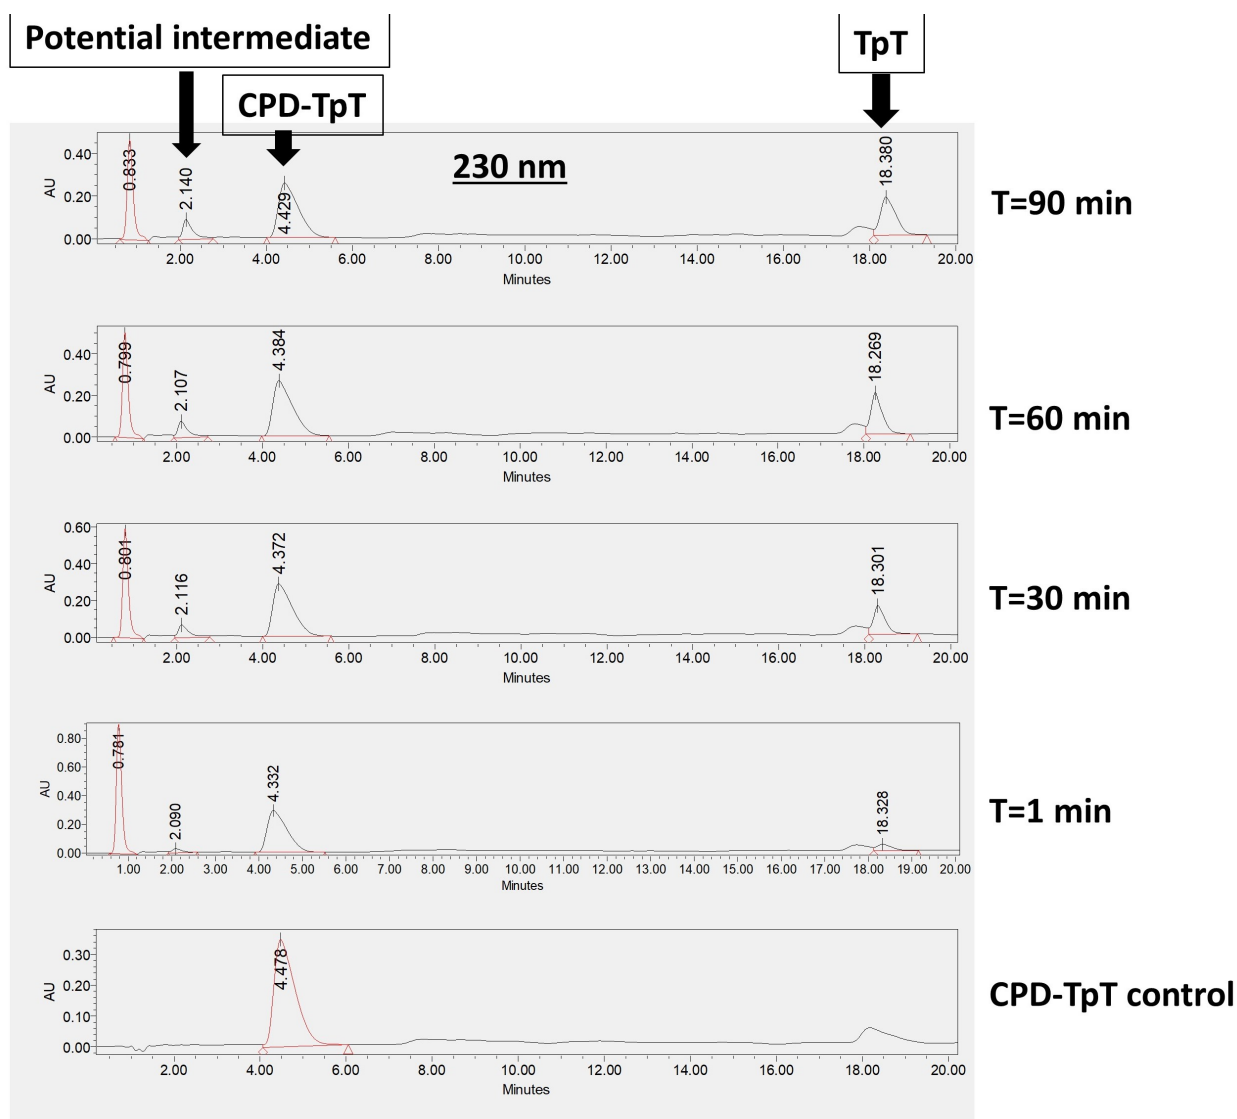 Potential intermediate
CPD-TpT
TpT
230 nm
0.833
2.140
4.429
18.380
AU
0.40
0.20
0.00
2.00 4.00 6.00 8.00 10.00 12.00 14.00 16.00 18.00 20.00
Minutes
T=90 min
0.799
2.107
4.384
18.269
AU
0.40
0.20
0.00
2.00 4.00 6.00 8.00 10.00 12.00 14.00 16.00 18.00 20.00
Minutes
T=60 min
0.801
2.116
4.372
18.301
AU
0.60
0.40
0.20
0.00
2.00 4.00 6.00 8.00 10.00 12.00 14.00 16.00 18.00 20.00
Minutes
T=30 min
0.781
2.090
4.332
18.328
AU
0.80
0.60
0.40
0.20
0.00
1.00 2.00 3.00 4.00 5.00 6.00 7.00 8.00 9.00 10.00 11.00 12.00 13.00 14.00 15.00 16.00 17.00 18.00 19.00 20.00
Minutes
T=1 min
4.478
AU
0.30
0.20
0.10
0.00
2.00 4.00 6.00 8.00 10.00 12.00 14.00 16.00 18.00 20.00
Minutes
CPD-TpT control